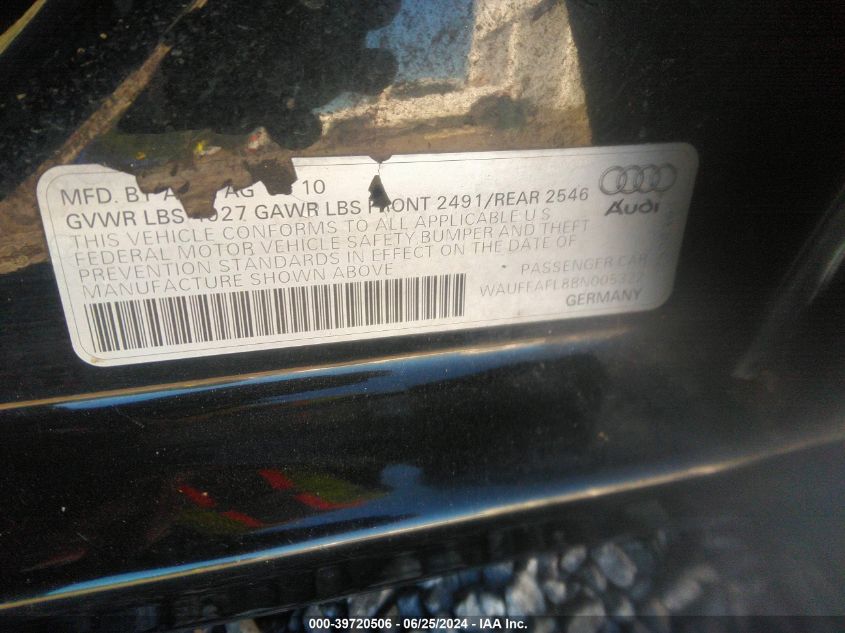 MFD. BY AG 10
GVWR LBS 4927 GAWR LBS FRONT 2491/REAR 2546
THIS VEHICLE CONFORMS TO ALL APPLICABLE U S
FEDERAL MOTOR VEHICLE SAFETY BUMPER AND THEFT
PREVENTION STANDARDS IN EFFECT ON THE DATE OF
MANUFACTURE SHOWN ABOVE
Audi
PASSENGER CAR
GERMANY
000-39720506 / 06/25/2024 - IAA Inc.